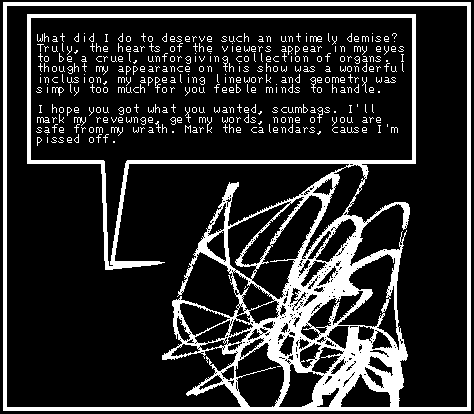 What did I do to deserve such an untimely demise?
Truly, the hearts of the viewers appear in my eyes
to be a cruel, unforgiving collection of organs. I
thought my appearance on this show was a wonderful
inclusion, my appealing linework and geometry was
simply too much for you feeble minds to handle.
I hope you got what you wanted, scumbags. I'll
mark my revewnge, get my words, none of you are
safe from my wrath. Mark the calendars, cause I'm
pissed off.